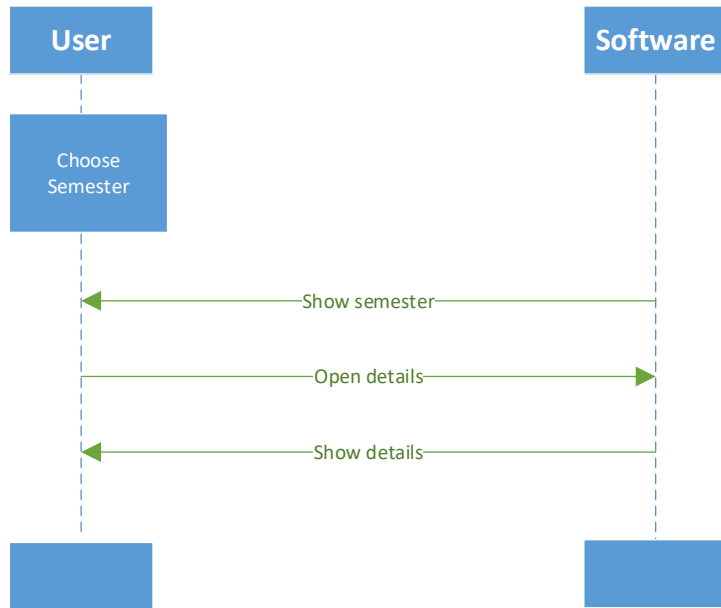 User
Software
Choose
Semester
Show semester
Open details
Show details